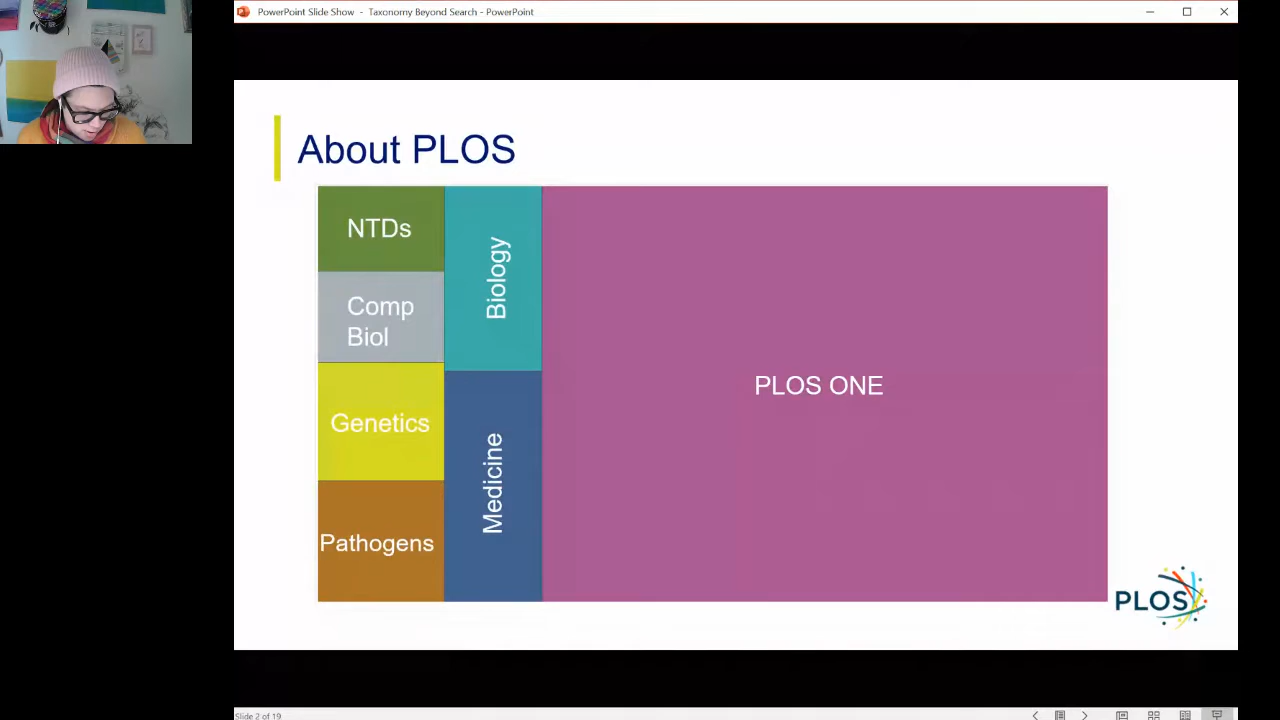 PowerPoint Slide Show - Taxonomy Beyond Search - PowerPoint
About PLOS
NTDs
Comp
Biol
Genetics
Pathogens
Biology
Medicine
PLOS ONE
PLOS
Slide 2 of 19